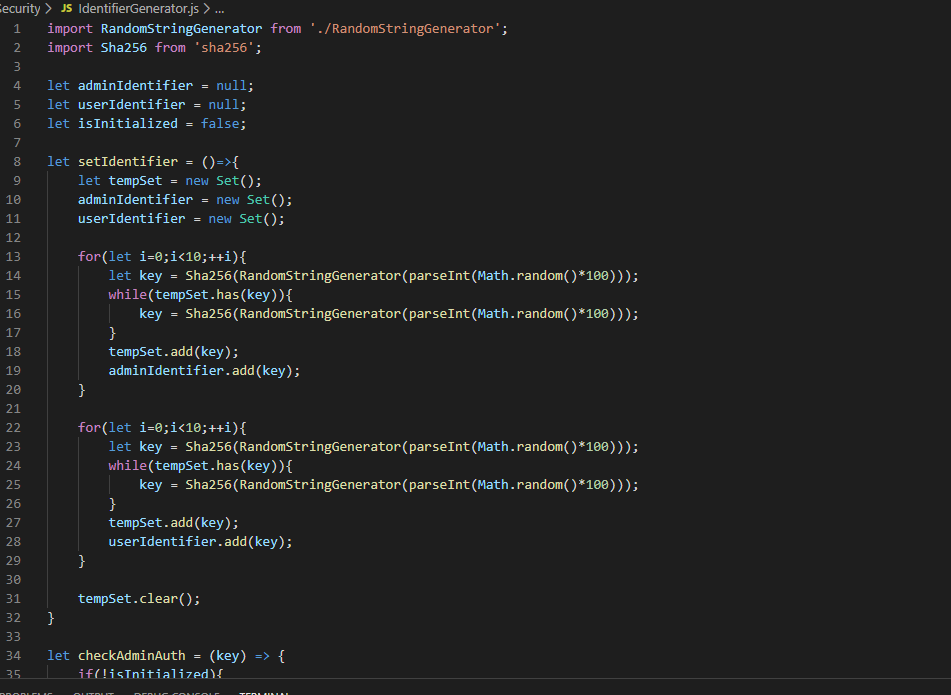 Security > JS IdentifierGenerator.js > ...
1 import RandomStringGenerator from './RandomStringGenerator';
2 import Sha256 from 'sha256';
3
4 let adminIdentifier = null;
5 let userIdentifier = null;
6 let isInitialized = false;
7
8 let setIdentifier = ()=>{
9     let tempSet = new Set();
10     adminIdentifier = new Set();
11     userIdentifier = new Set();
12
13     for(let i=0;i<10;++i){
14         let key = Sha256(RandomStringGenerator(parseInt(Math.random()*100)));
15         while(tempSet.has(key)){
16             key = Sha256(RandomStringGenerator(parseInt(Math.random()*100)));
17         }
18         tempSet.add(key);
19         adminIdentifier.add(key);
20     }
21
22     for(let i=0;i<10;++i){
23         let key = Sha256(RandomStringGenerator(parseInt(Math.random()*100)));
24         while(tempSet.has(key)){
25             key = Sha256(RandomStringGenerator(parseInt(Math.random()*100)));
26         }
27         tempSet.add(key);
28         userIdentifier.add(key);
29     }
30
31     tempSet.clear();
32 }
33
34 let checkAdminAuth = (key) => {
35     if(!isInitialized){
PROBLEMS OUTPUT DEBUG CONSOLE TERMINAL